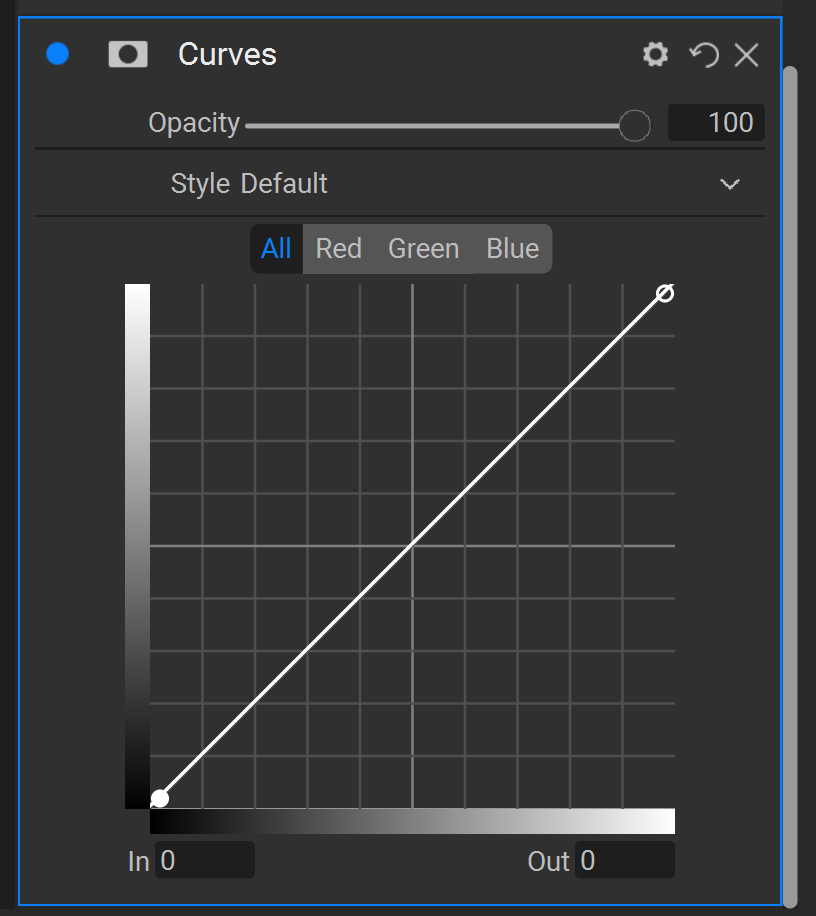 Curves
Opacity 100
Style Default
All Red Green Blue
In 0 Out 0